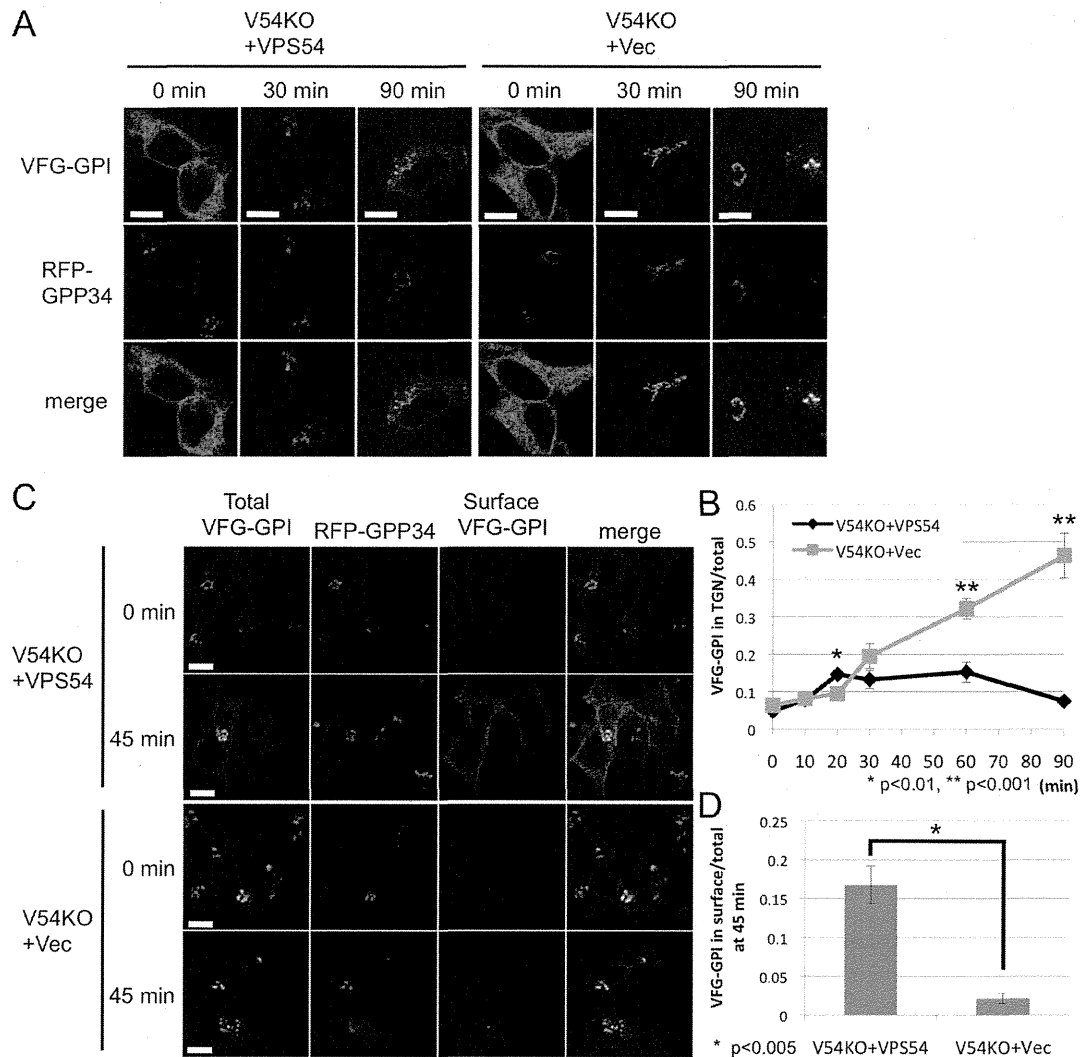 A
V54KO
+VPS54
V54KO
+Vec
0 min
30 min
90 min
0 min
30 min
90 min
VFG-GPI
RFP-
GPP34
merge
C
Total
VFG-GPI
RFP-GPP34
Surface
VFG-GPI
merge
V54KO
+VPS54
0 min
45 min
V54KO
+Vec
0 min
45 min
B
VFG-GPI in TGN/total
0.6
0.5
0.4
0.3
0.2
0.1
0
V54KO+VPS54
V54KO+Vec
*
**
**
0 10 20 30 40 50 60 70 80 90
* p<0.01, ** p<0.001 (min)
D
VFG-GPI in surface/total
at 45 min
0.25
0.2
0.15
0.1
0.05
0
*
V54KO+VPS54
V54KO+Vec
* p<0.005